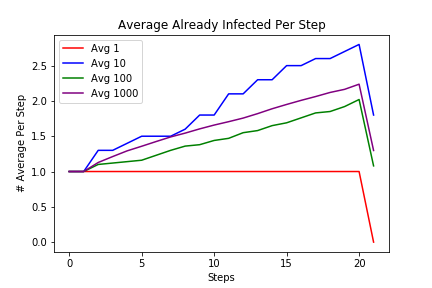 Average Already Infected Per Step
Avg 1
Avg 10
Avg 100
Avg 1000
# Average Per Step
2.5
2.0
1.5
1.0
0.5
0.0
0 5 10 15 20
Steps